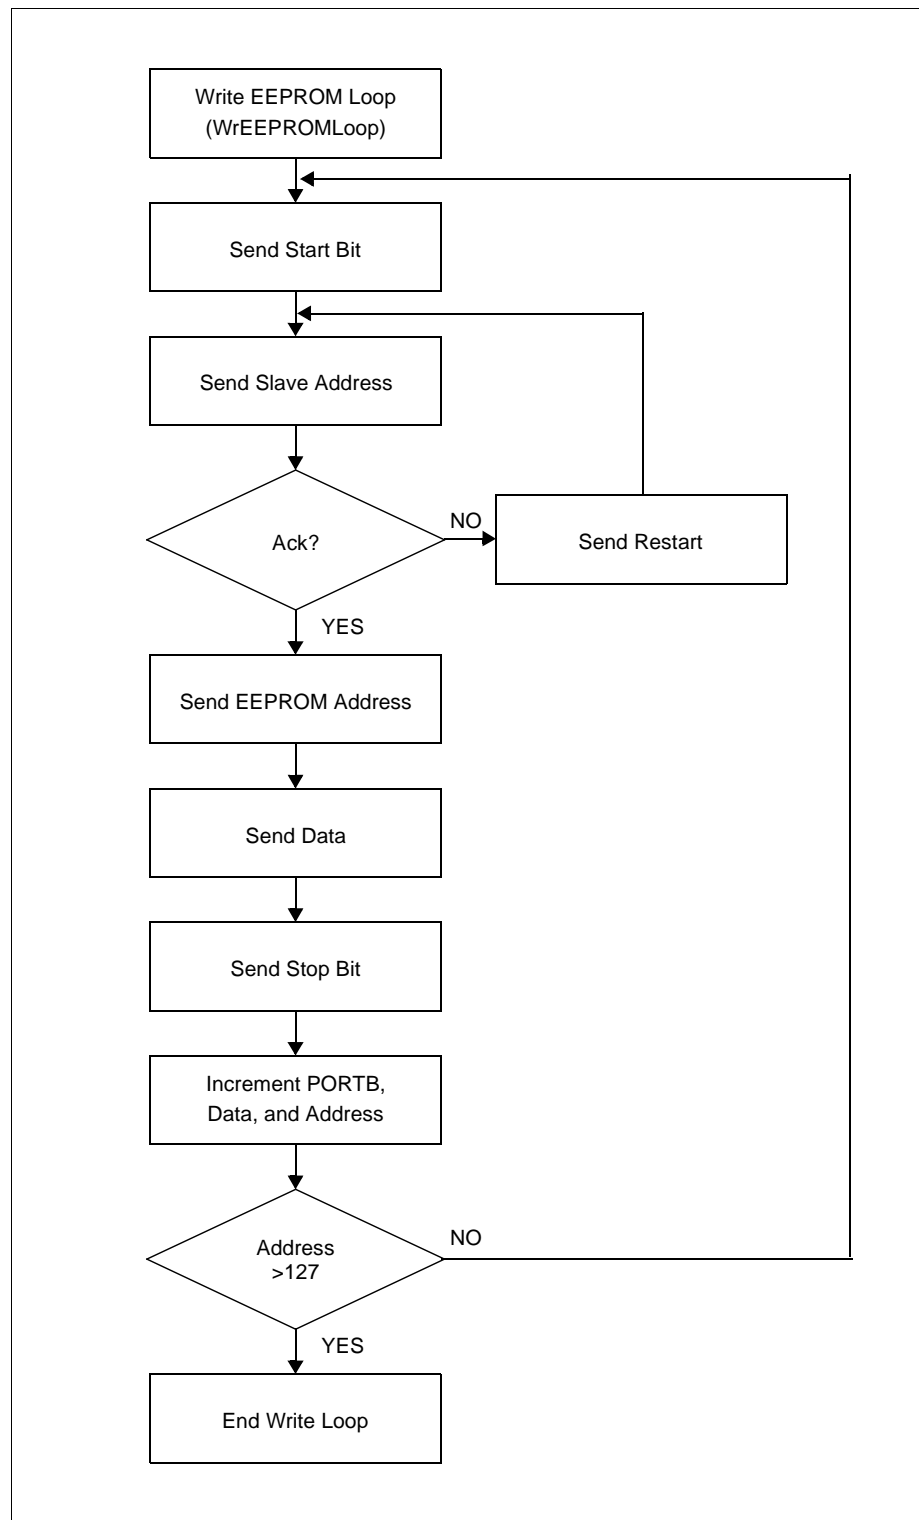 Write EEPROM Loop
(WrEEPROMLoop)
Send Start Bit
Send Slave Address
Ack?
NO
Send Restart
YES
Send EEPROM Address
Send Data
Send Stop Bit
Increment PORTB,
Data, and Address
Address
>127
NO
YES
End Write Loop